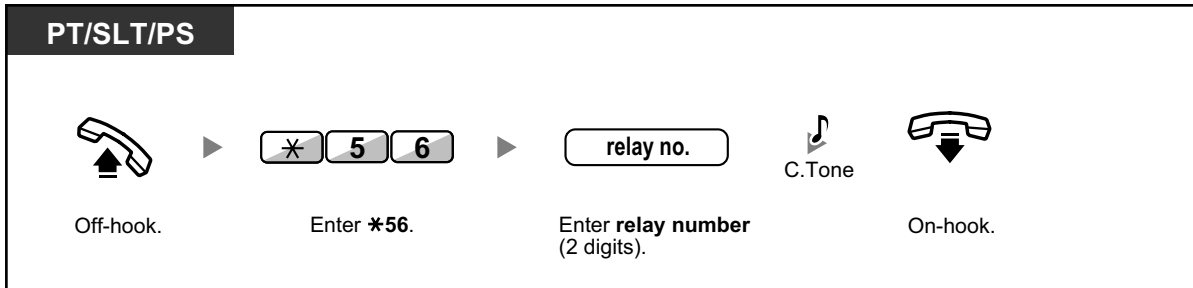 PT/SLT/PS
✳ 5 6
relay no.
C.Tone
Off-hook.
Enter ✳56.
Enter relay number
(2 digits).
On-hook.